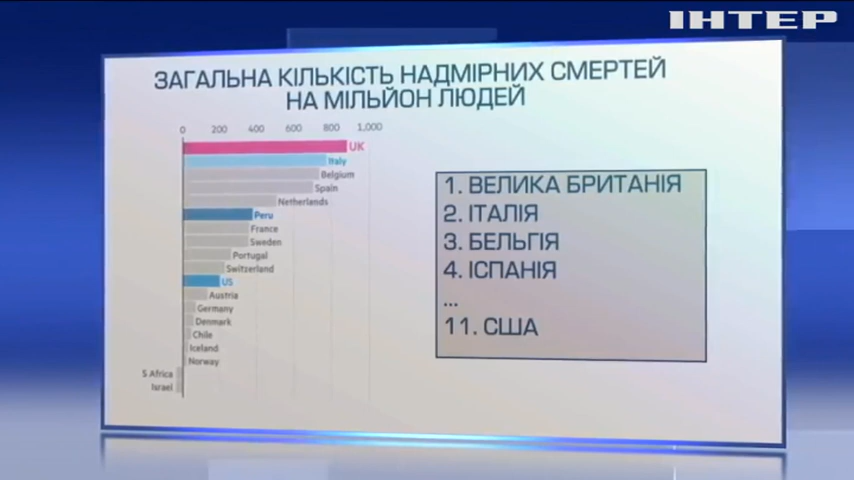 ІНТЕР
ЗАГАЛЬНА КІЛЬКІСТЬ НАДМІРНИХ СМЕРТЕЙ
НА МІЛЬЙОН ЛЮДЕЙ
0 200 400 600 800 1,000
UK
Italy
Belgium
Spain
Netherlands
Peru
France
Sweden
Portugal
Switzerland
US
Austria
Germany
Denmark
Chile
Iceland
Norway
S Africa
Israel
1. ВЕЛИКА БРИТАНІЯ
2. ІТАЛІЯ
3. БЕЛЬГІЯ
4. ІСПАНІЯ
...
11. США